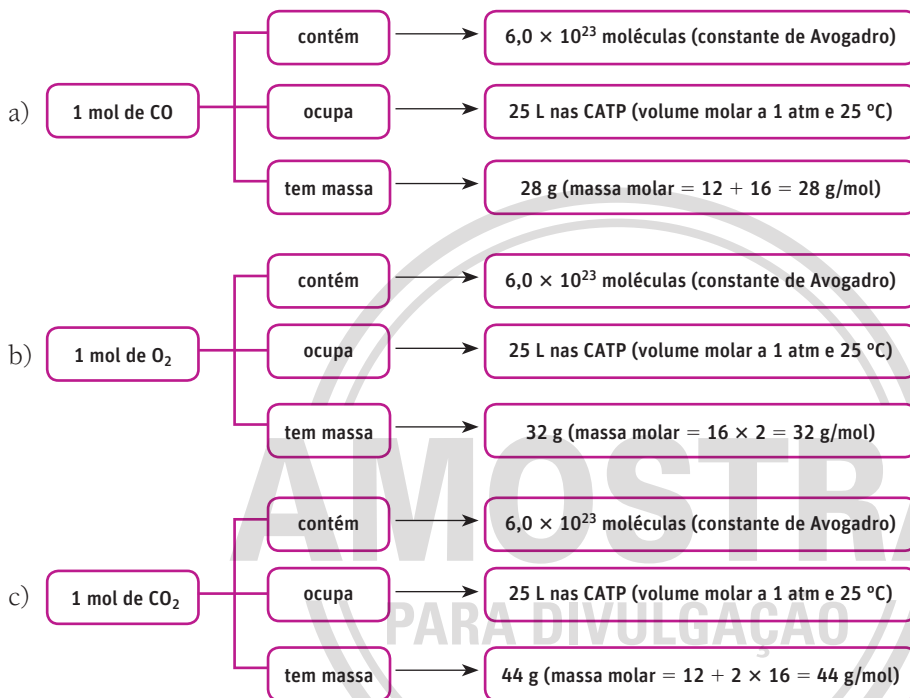 contém
6,0 × 10²³ moléculas (constante de Avogadro)
a)
1 mol de CO
ocupa
25 L nas CATP (volume molar a 1 atm e 25 °C)
tem massa
28 g (massa molar = 12 + 16 = 28 g/mol)
contém
6,0 × 10²³ moléculas (constante de Avogadro)
b)
1 mol de O₂
ocupa
25 L nas CATP (volume molar a 1 atm e 25 °C)
tem massa
32 g (massa molar = 16 × 2 = 32 g/mol)
contém
6,0 × 10²³ moléculas (constante de Avogadro)
c)
1 mol de CO₂
ocupa
25 L nas CATP (volume molar a 1 atm e 25 °C)
tem massa
44 g (massa molar = 12 + 2 × 16 = 44 g/mol)
AMOSTRA
PARA DIVULGAÇÃO